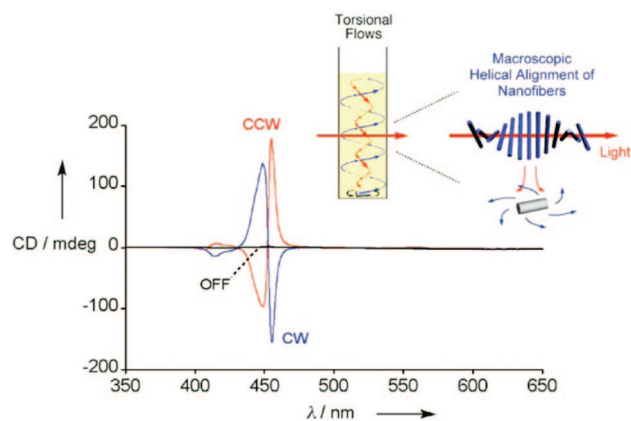 Torsional
Flows
Macroscopic
Helical Alignment of
Nanofibers
Light
CCW
200
100
CD / mdeg
0
OFF
-100
CW
-200
350
400
450
500
550
600
650
λ / nm